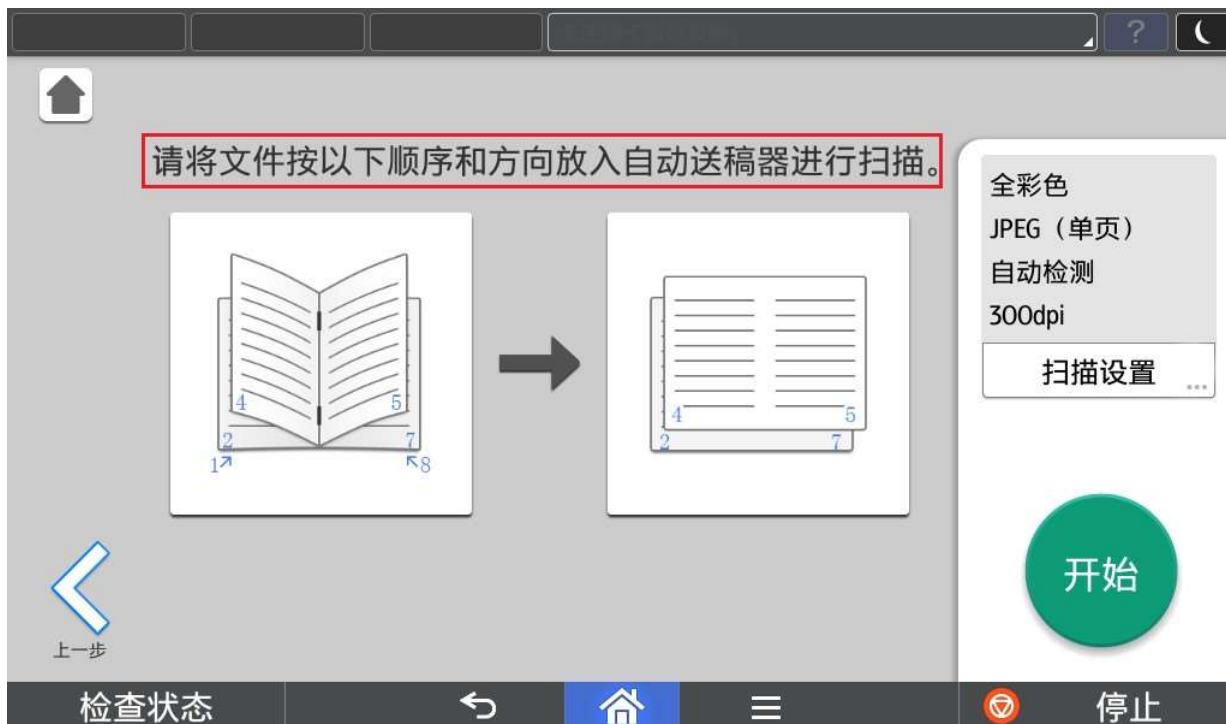 ?
请将文件按以下顺序和方向放入自动送稿器进行扫描。
全彩色
JPEG（单页）
自动检测
300dpi
扫描设置
...
4 5
2 7
1 8
4 5
2 7
开始
上一步
检查状态
停止